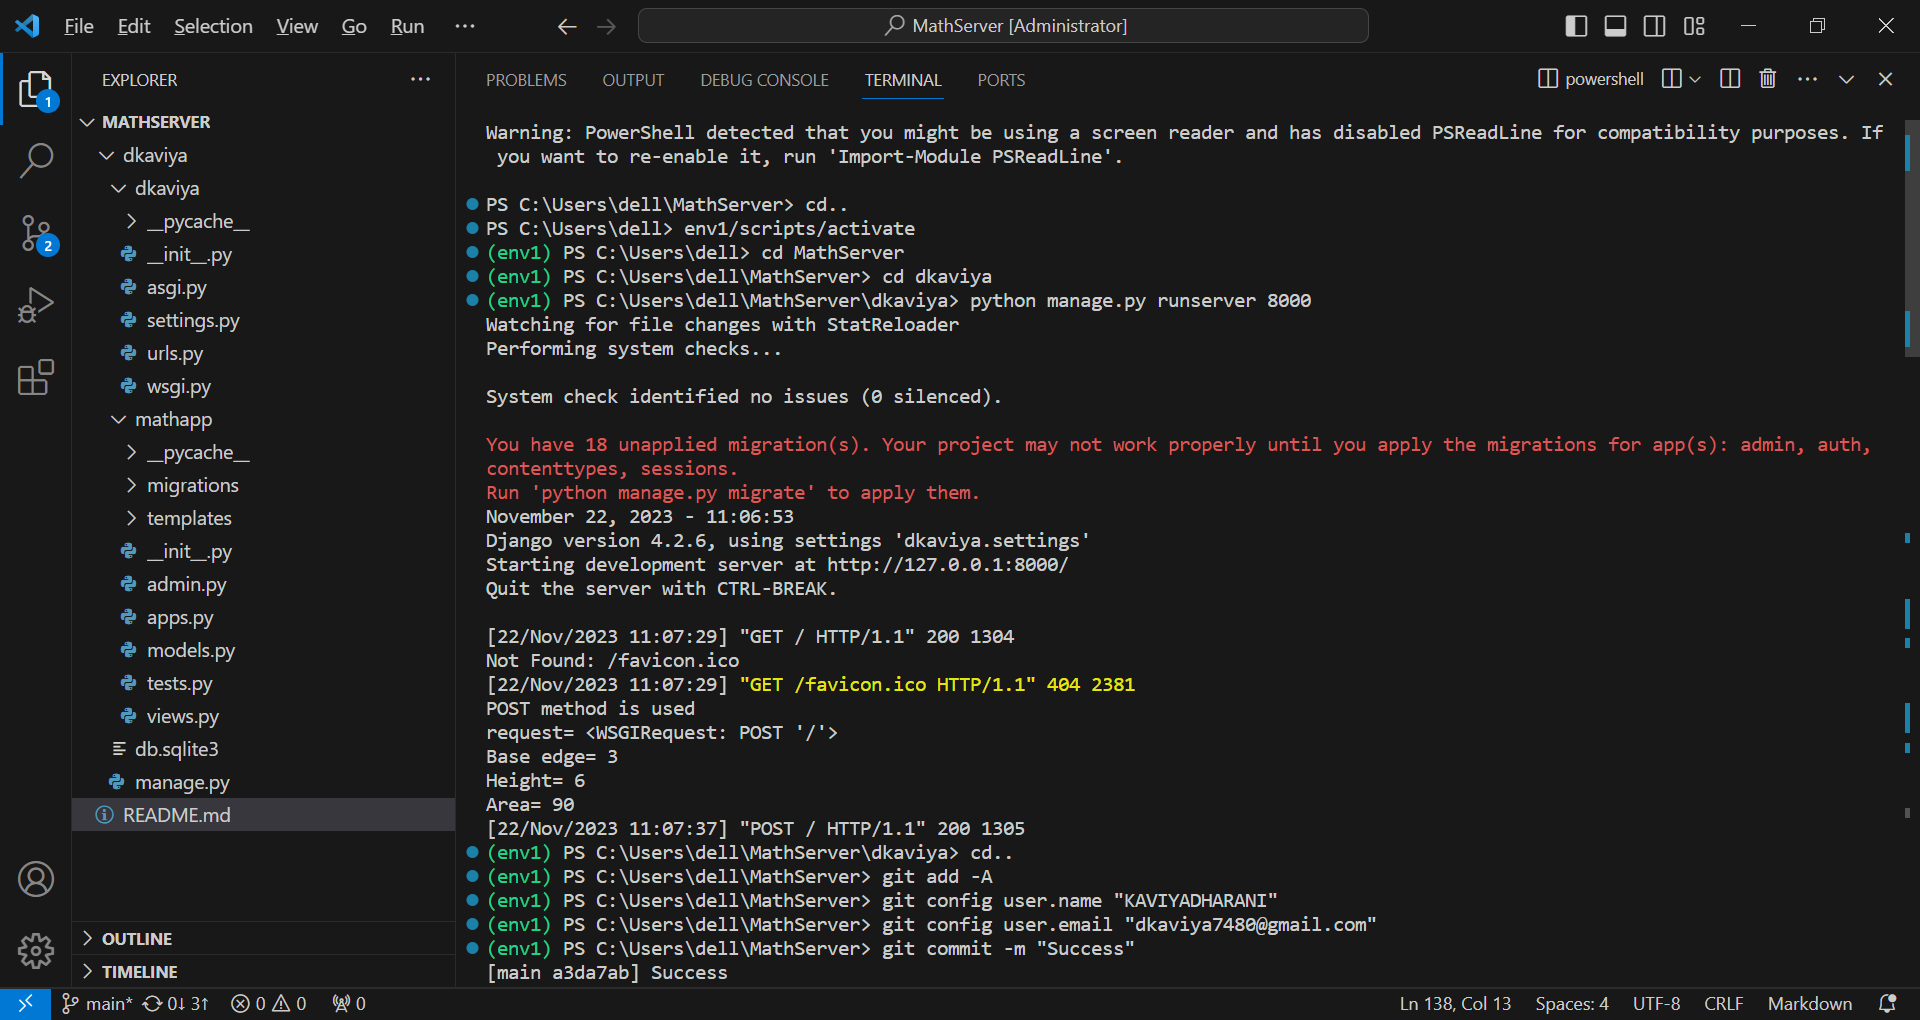 File Edit Selection View Go Run ··· MathServer [Administrator]
EXPLORER ···
MATHSERVER
dkaviya
dkaviya
__pycache__
__init__.py
asgi.py
settings.py
urls.py
wsgi.py
mathapp
__pycache__
migrations
templates
__init__.py
admin.py
apps.py
models.py
tests.py
views.py
db.sqlite3
manage.py
README.md
OUTLINE
TIMELINE
1
2
PROBLEMS OUTPUT DEBUG CONSOLE TERMINAL PORTS powershell
Warning: PowerShell detected that you might be using a screen reader and has disabled PSReadLine for compatibility purposes. If
you want to re-enable it, run 'Import-Module PSReadLine'.
PS C:\Users\dell\MathServer> cd..
PS C:\Users\dell> env1/scripts/activate
(env1) PS C:\Users\dell> cd MathServer
(env1) PS C:\Users\dell\MathServer> cd dkaviya
(env1) PS C:\Users\dell\MathServer\dkaviya> python manage.py runserver 8000
Watching for file changes with StatReloader
Performing system checks...
System check identified no issues (0 silenced).
You have 18 unapplied migration(s). Your project may not work properly until you apply the migrations for app(s): admin, auth,
contenttypes, sessions.
Run 'python manage.py migrate' to apply them.
November 22, 2023 - 11:06:53
Django version 4.2.6, using settings 'dkaviya.settings'
Starting development server at http://127.0.0.1:8000/
Quit the server with CTRL-BREAK.
[22/Nov/2023 11:07:29] "GET / HTTP/1.1" 200 1304
Not Found: /favicon.ico
[22/Nov/2023 11:07:29] "GET /favicon.ico HTTP/1.1" 404 2381
POST method is used
request= <WSGIRequest: POST '/'>
Base edge= 3
Height= 6
Area= 90
[22/Nov/2023 11:07:37] "POST / HTTP/1.1" 200 1305
(env1) PS C:\Users\dell\MathServer\dkaviya> cd..
(env1) PS C:\Users\dell\MathServer> git add -A
(env1) PS C:\Users\dell\MathServer> git config user.name "KAVIYADHARANI"
(env1) PS C:\Users\dell\MathServer> git config user.email "dkaviya7480@gmail.com"
(env1) PS C:\Users\dell\MathServer> git commit -m "Success"
[main a3da7ab] Success
main* 0↓ 3↑ 0 0 0 Ln 138, Col 13 Spaces: 4 UTF-8 CRLF Markdown